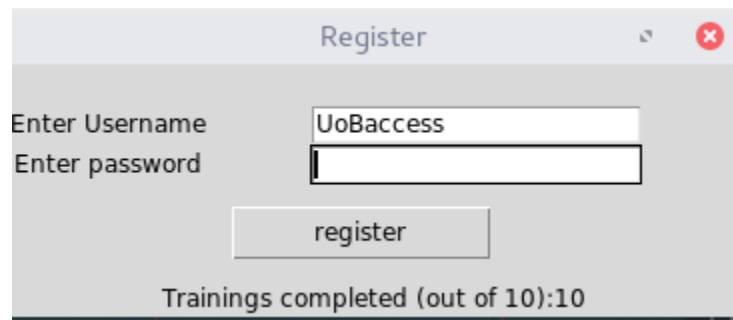 Register
Enter Username UoBaccess
Enter password
register
Trainings completed (out of 10):10